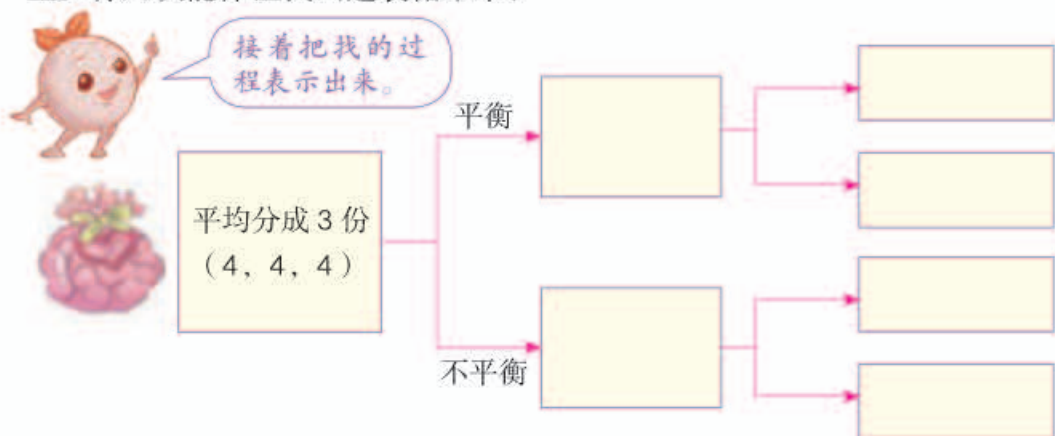 接着把找的过
程表示出来。
平衡
平均分成 3 份
（4，4，4）
不平衡